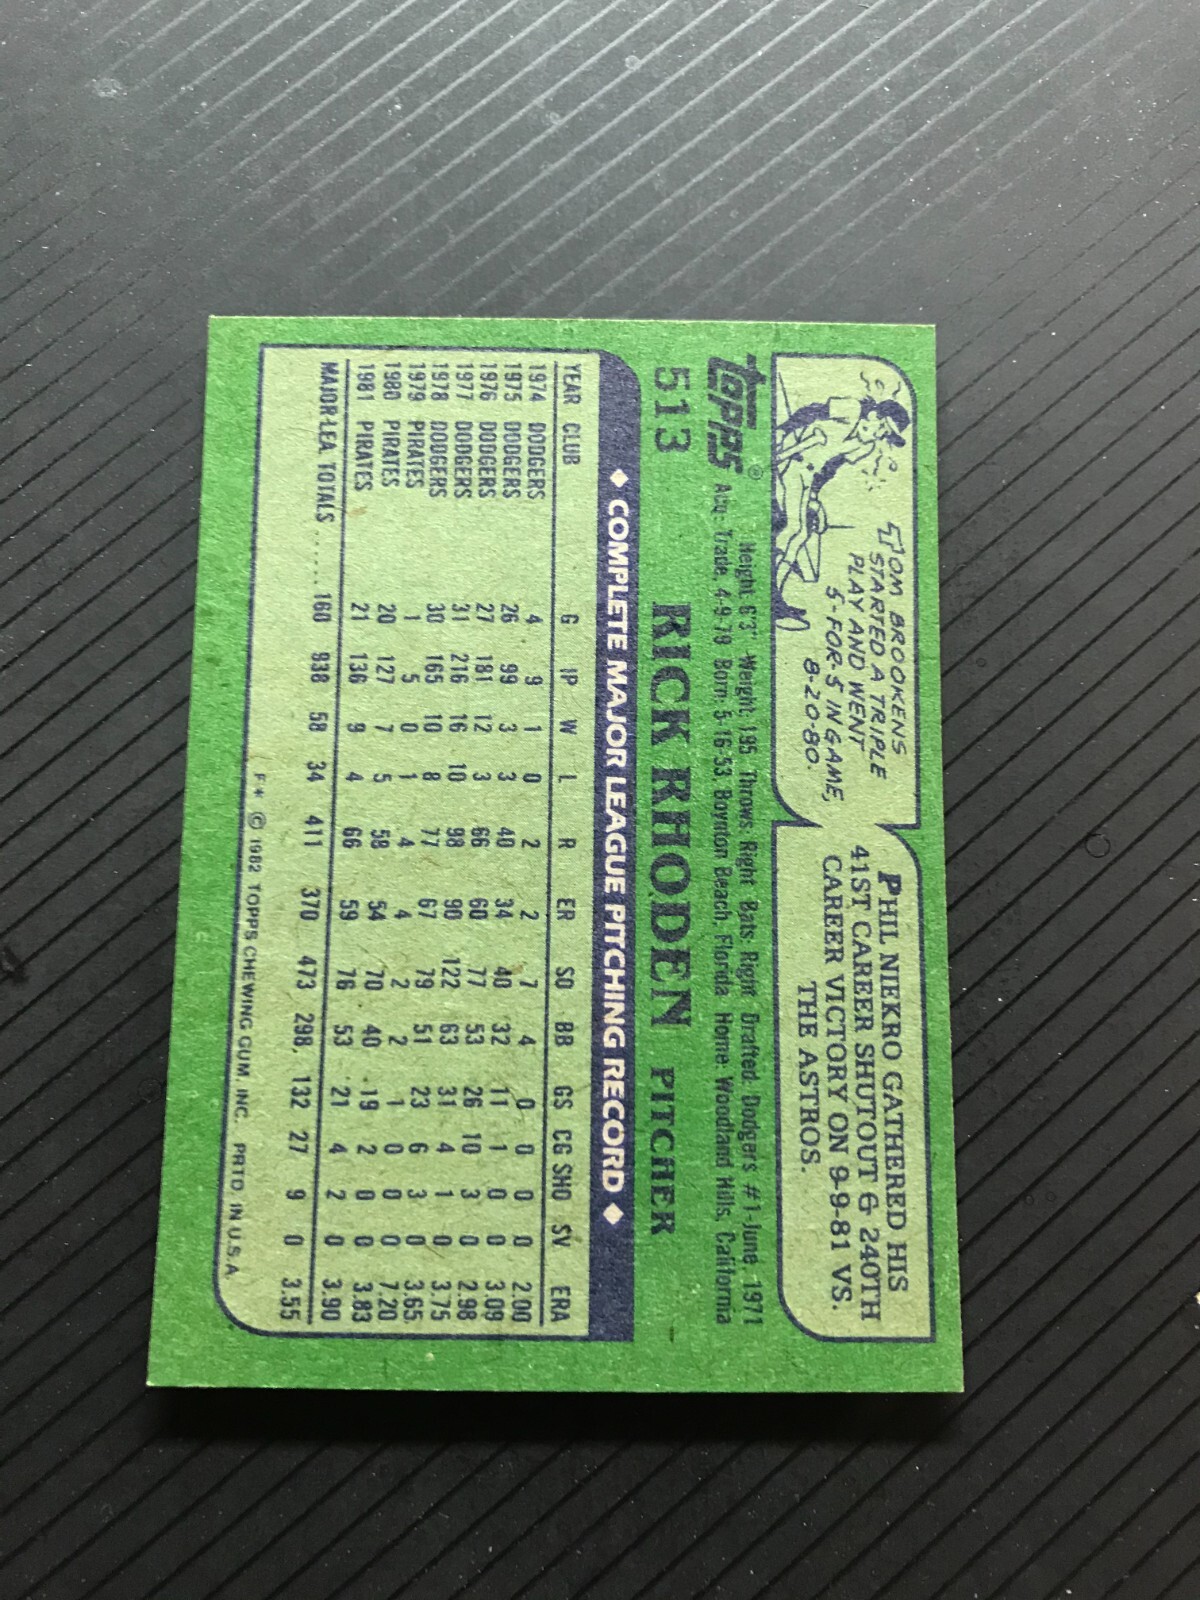 TOM BROOKENS
STARTED A TRIPLE
PLAY AND WENT
5-FOR-5 IN GAME,
8-20-80.
PHIL NIEKRO GATHERED HIS
41ST CAREER SHUTOUT & 240TH
CAREER VICTORY ON 9-9-81 VS.
THE ASTROS.
TOPPS®
Height: 6'3" Weight: 195 Throws: Right Bats: Right Drafted: Dodgers #1-June, 1971
Acq: Trade, 4-9-79 Born: 5-16-53, Boynton Beach, Florida Home: Woodland Hills, California
513 RICK RHODEN PITCHER
◆ COMPLETE MAJOR LEAGUE PITCHING RECORD ◆
YEAR CLUB G IP W L R ER SO BB GS CG SHO SV ERA
1974 DODGERS 4 9 1 0 2 2 7 4 0 0 0 0 2.00
1975 DODGERS 26 99 3 3 40 34 40 32 11 1 0 0 3.09
1976 DODGERS 27 181 12 3 66 60 77 53 26 10 3 0 2.98
1977 DODGERS 31 216 16 10 98 90 122 63 31 4 1 0 3.75
1978 DODGERS 30 165 10 8 77 67 79 51 23 6 3 0 3.65
1979 PIRATES 1 5 0 1 4 4 2 2 1 0 0 0 7.20
1980 PIRATES 20 127 7 5 58 54 70 40 19 2 0 0 3.83
1981 PIRATES 21 136 9 4 66 59 76 53 21 4 2 0 3.90
MAJOR LEA TOTALS...... 160 938 58 34 411 370 473 298 132 27 9 0 3.55
F* © 1982 TOPPS CHEWING GUM, INC. PRTD. IN U.S.A.